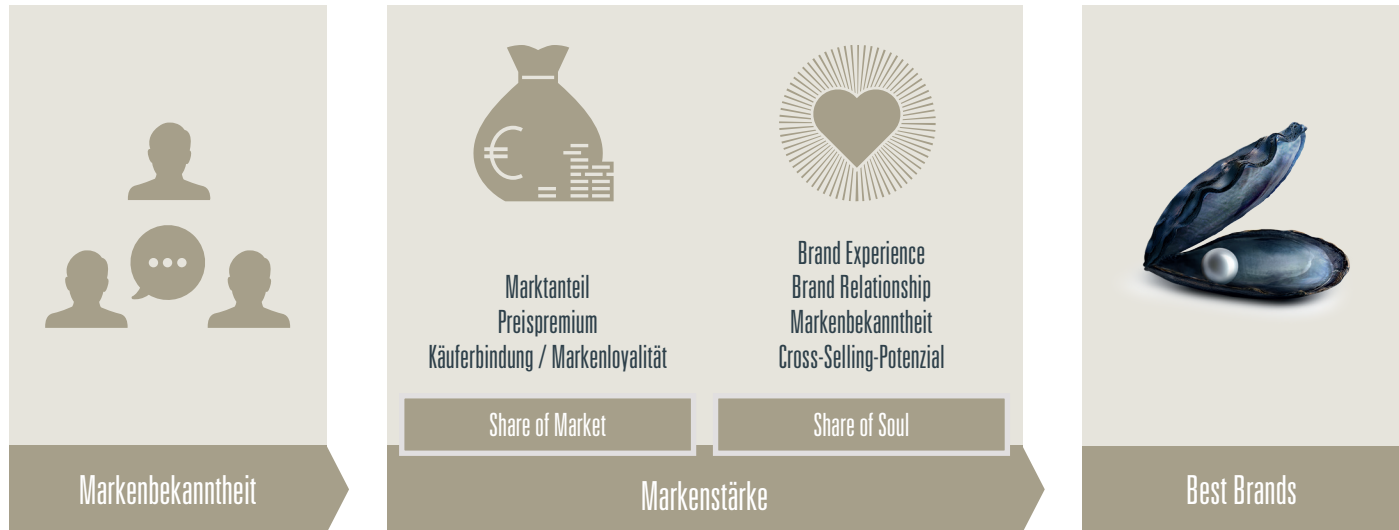 Marktanteil
Preispremium
Käuferbindung / Markenloyalität
Share of Market
Brand Experience
Brand Relationship
Markenbekanntheit
Cross-Selling-Potenzial
Share of Soul
Markenbekanntheit
Markenstärke
Best Brands